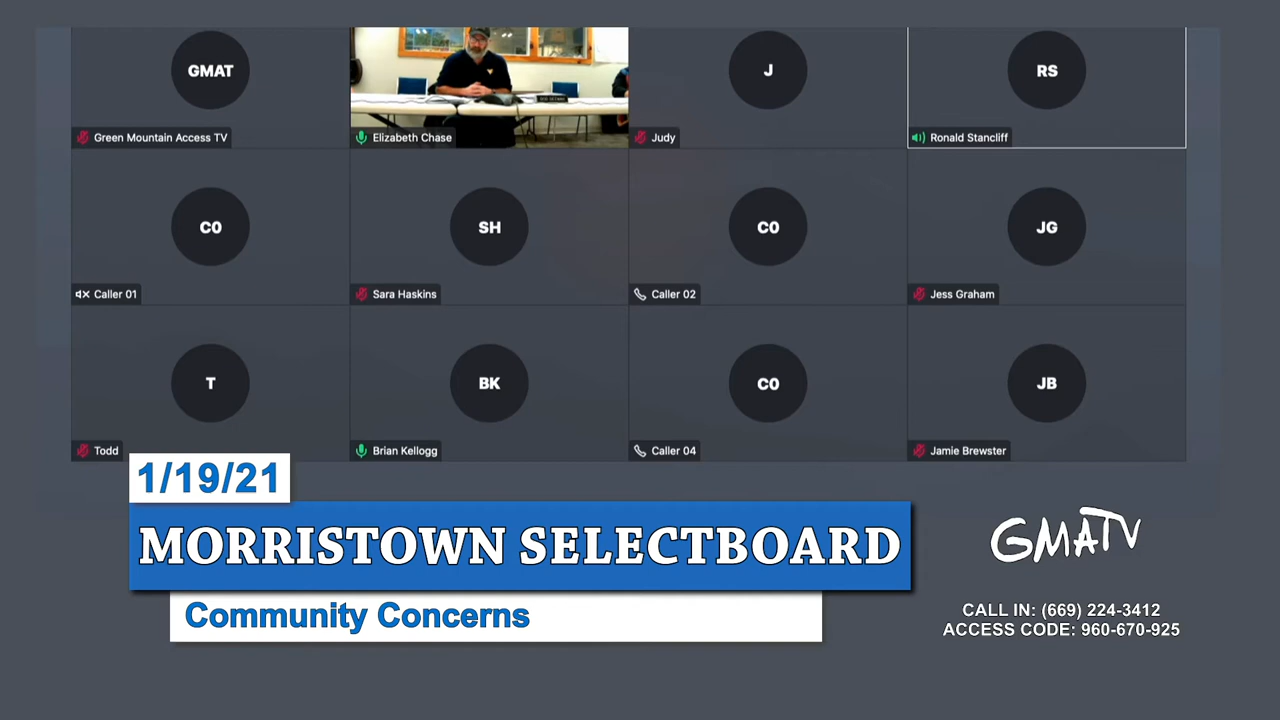 GMAT
J
RS
Green Mountain Access TV
Elizabeth Chase
Judy
Ronald Stancliff
C0
SH
C0
JG
Caller 01
Sara Haskins
Caller 02
Jess Graham
T
BK
C0
JB
Todd
Brian Kellogg
Caller 04
Jamie Brewster
1/19/21
MORRISTOWN SELECTBOARD
Community Concerns
GMATV
CALL IN: (669) 224-3412
ACCESS CODE: 960-670-925